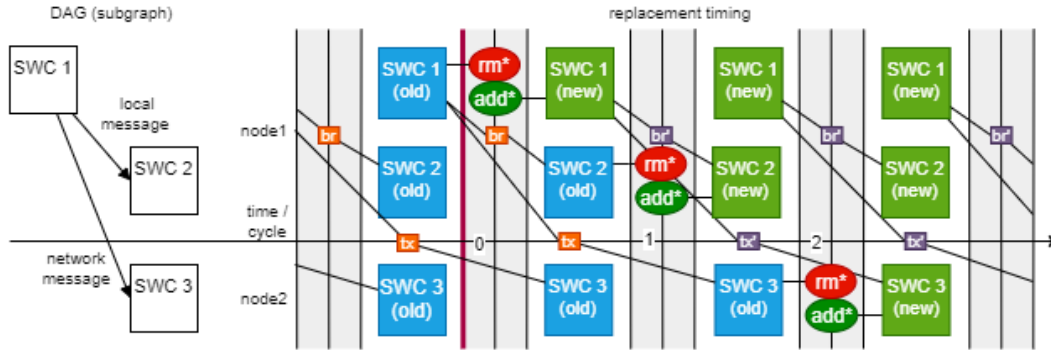 DAG (subgraph)
replacement timing
SWC 1
local
message
SWC 2
network
message
SWC 3
node1
time /
cycle
node2
br
tx
SWC 1
(old)
SWC 2
(old)
SWC 3
(old)
rm*
add*
br
0
tx
SWC 1
(new)
SWC 2
(old)
SWC 3
(old)
br'
rm*
add*
1
tx'
SWC 2
(new)
SWC 3
(old)
SWC 1
(new)
br'
2
rm*
add*
tx'
SWC 1
(new)
SWC 2
(new)
SWC 3
(new)
br'